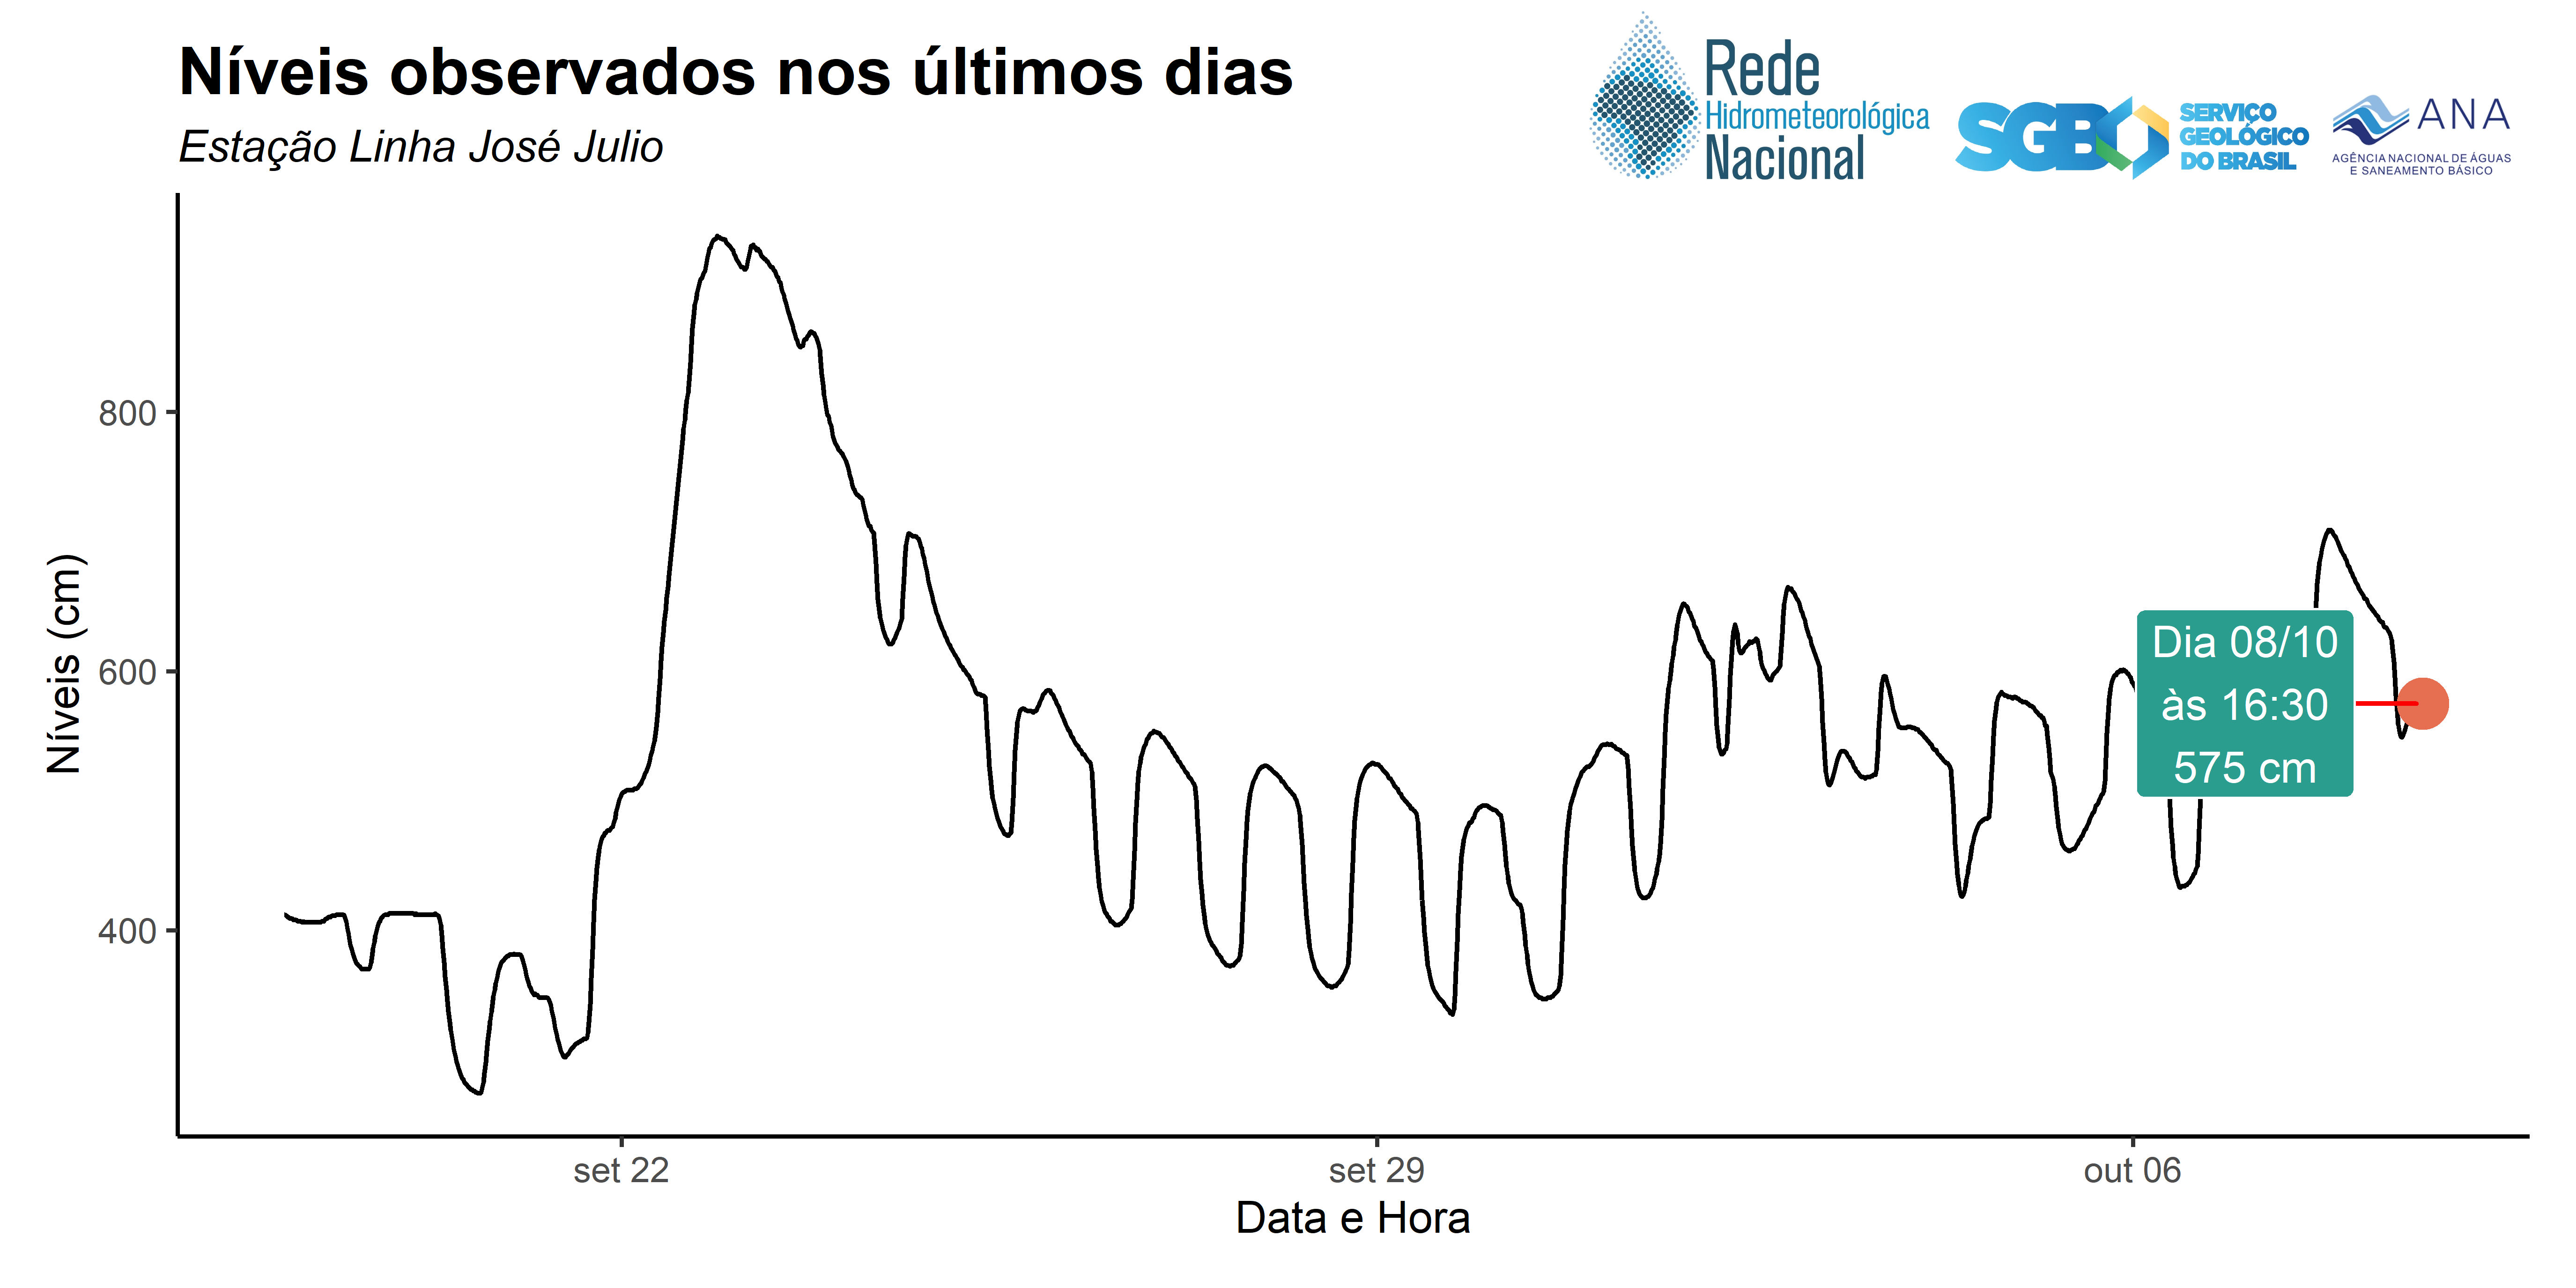 Níveis observados nos últimos dias
Estação Linha José Julio
Rede
Hidrometeorológica
Nacional
SGB
SERVIÇO
GEOLÓGICO
DO BRASIL
ANA
AGÊNCIA NACIONAL DE ÁGUAS
E SANEAMENTO BÁSICO
Níveis (cm)
800
600
400
Dia 08/10
às 16:30
575 cm
set 22
set 29
out 06
Data e Hora